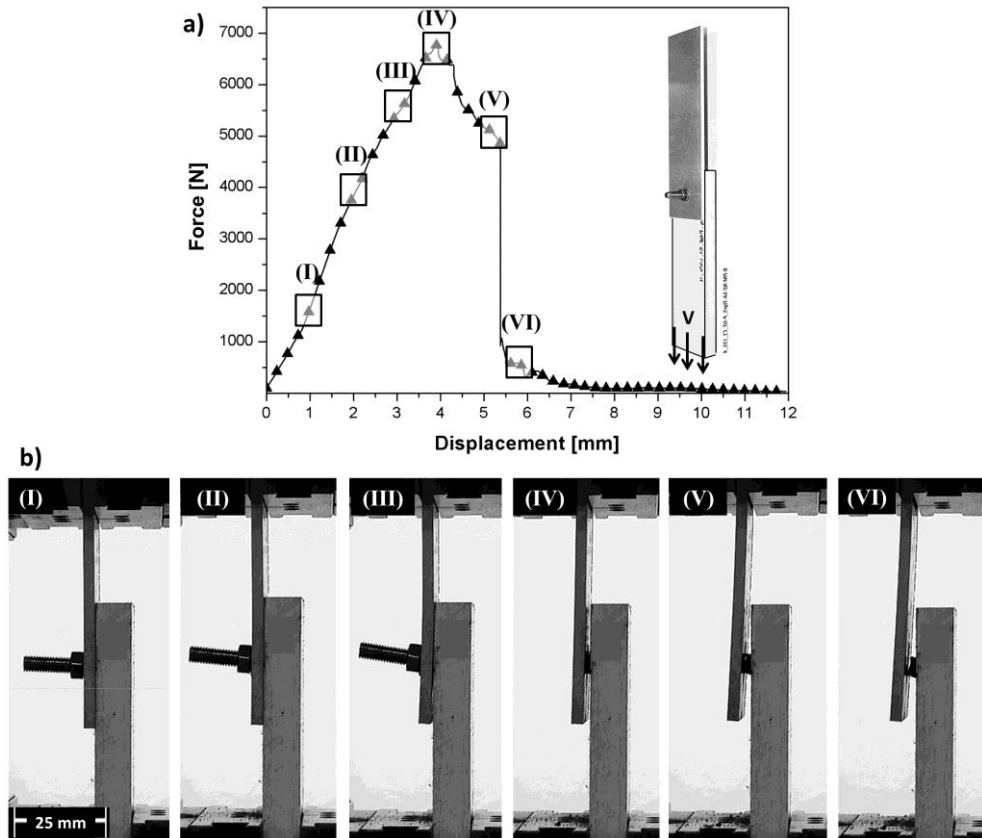 a)
7000
6000
5000
4000
3000
2000
1000
Force [N]
(I)
(II)
(III)
(IV)
(V)
(VI)
V
0 1 2 3 4 5 6 7 8 9 10 11 12
Displacement [mm]
b)
(I) (II) (III) (IV) (V) (VI)
25 mm